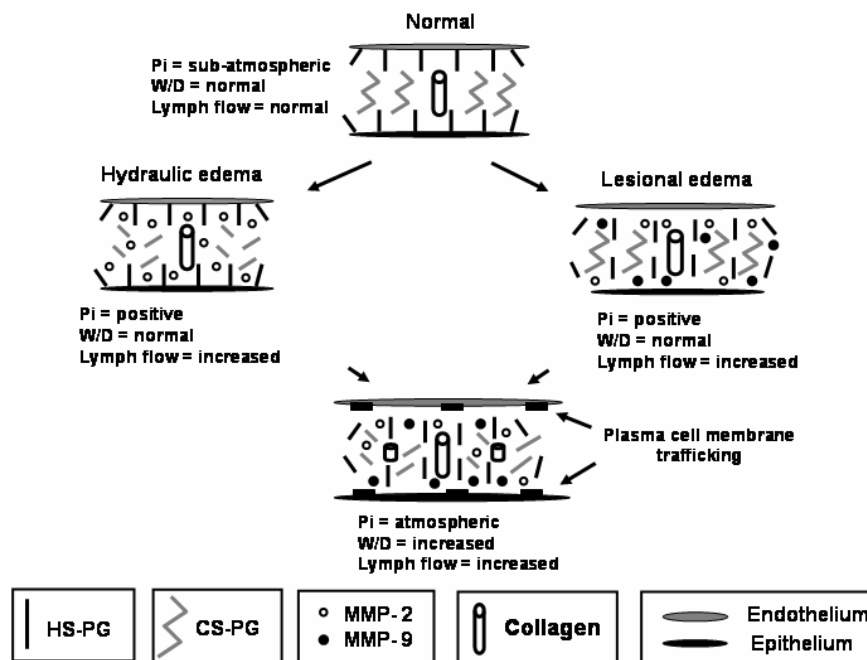 Normal
Pi = sub-atmospheric
W/D = normal
Lymph flow = normal
Hydraulic edema
Lesional edema
Pi = positive
W/D = normal
Lymph flow = increased
Pi = positive
W/D = normal
Lymph flow = increased
Plasma cell membrane
trafficking
Pi = atmospheric
W/D = increased
Lymph flow = increased
HS-PG
CS-PG
MMP-2
MMP-9
Collagen
Endothelium
Epithelium